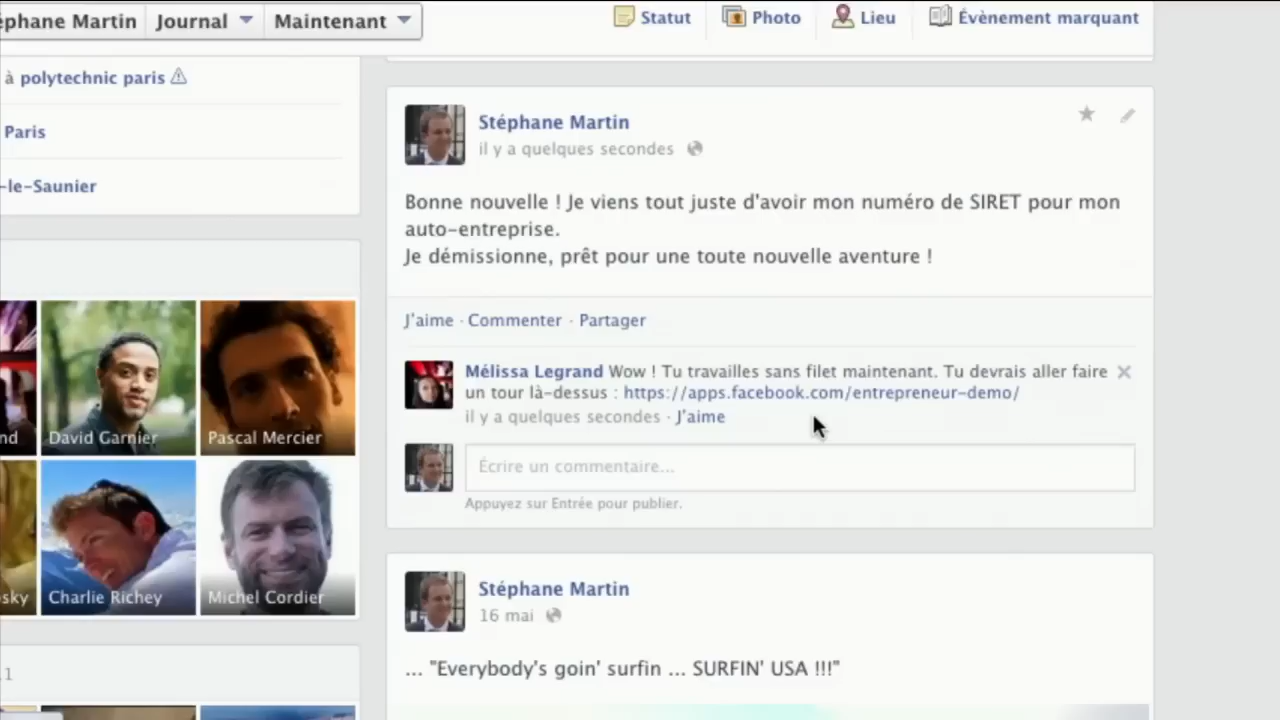 éphane Martin Journal Maintenant
Statut Photo Lieu Évènement marquant
à polytechnic paris
Paris
-le-Saunier
nd
David Garnier
Pascal Mercier
sky
Charlie Richey
Michel Cordier
1
Stéphane Martin
il y a quelques secondes
Bonne nouvelle ! Je viens tout juste d'avoir mon numéro de SIRET pour mon
auto-entreprise.
Je démissionne, prêt pour une toute nouvelle aventure !
J'aime · Commenter · Partager
Mélissa Legrand Wow ! Tu travailles sans filet maintenant. Tu devrais aller faire
un tour là-dessus : https://apps.facebook.com/entrepreneur-demo/
il y a quelques secondes · J'aime
Écrire un commentaire...
Appuyez sur Entrée pour publier.
Stéphane Martin
16 mai
... "Everybody's goin' surfin ... SURFIN' USA !!!"